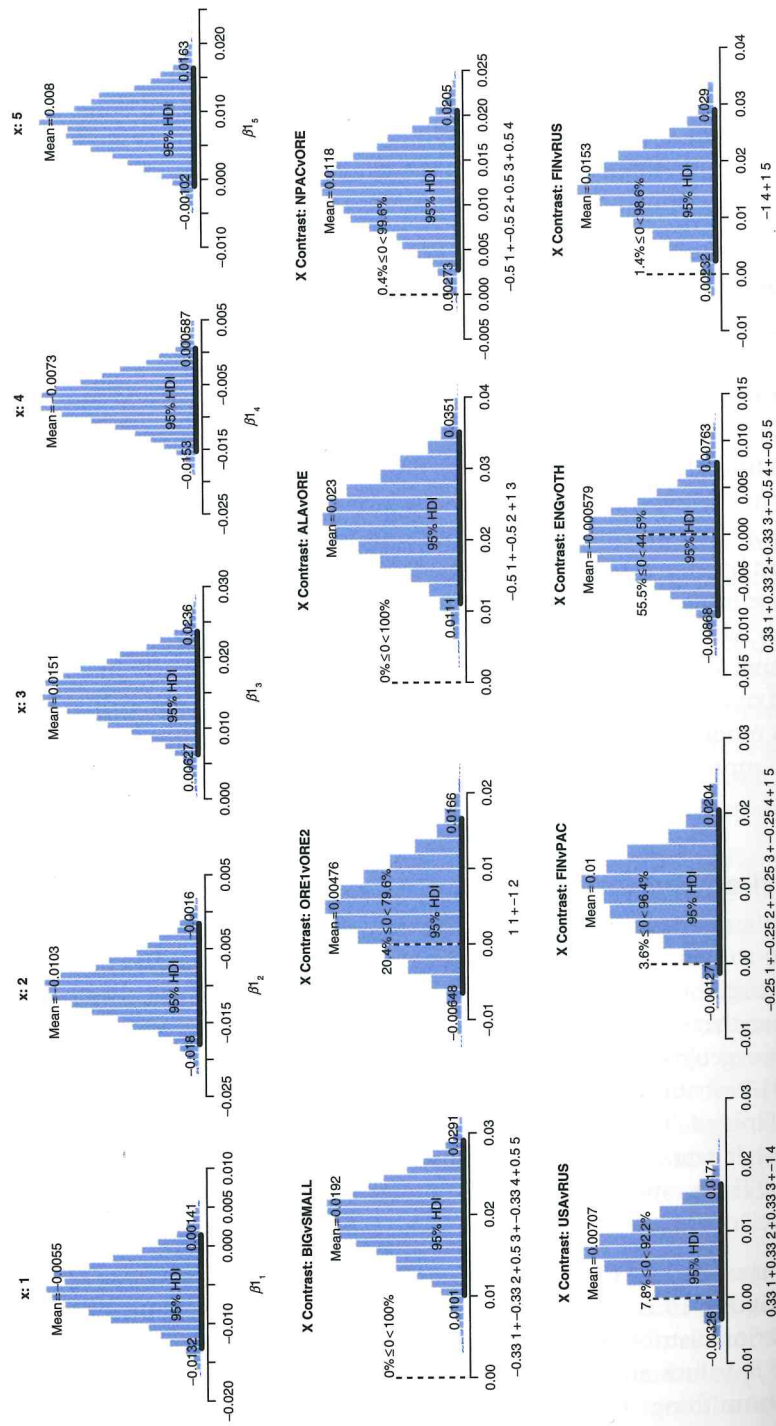 x: 1
Mean=−0.0055
95% HDI
−0.0132
0.00141
−0.020
−0.010
0.000
0.005
0.010
β1₁
x: 2
Mean=−0.0103
95% HDI
−0.018
−0.0016
−0.025
−0.015
−0.005
0.005
β1₂
x: 3
Mean=0.0151
95% HDI
0.00627
0.0236
0.000
0.010
0.020
0.030
β1₃
x: 4
Mean=−0.0073
95% HDI
−0.0153
0.000587
−0.025
−0.015
−0.005
0.005
β1₄
x: 5
Mean=0.008
95% HDI
−0.00102
0.0163
−0.010
0.000
0.010
0.020
β1₅
X Contrast: BIGvSMALL
Mean=0.0192
0%≤0<100%
95% HDI
0.0101
0.0291
0.00
0.01
0.02
0.03
−0.33 1+−0.33 2+0.5 3+−0.33 4+0.5 5
X Contrast: ORE1vORE2
Mean=0.00476
20.4%≤0<79.6%
95% HDI
−0.00648
0.0166
−0.01
0.00
0.01
0.02
1 1+−1 2
X Contrast: ALAvORE
Mean=0.023
0%≤0<100%
95% HDI
0.0111
0.0351
0.00
0.01
0.02
0.03
0.04
−0.5 1+−0.5 2+1 3
X Contrast: NPACvORE
Mean=0.0118
0.4%≤0<99.6%
95% HDI
0.00273
0.0205
−0.005
0.000
0.005
0.010
0.015
0.020
0.025
−0.5 1+−0.5 2+0.5 3+0.5 4
X Contrast: USAvRUS
Mean=0.00707
7.8%≤0<92.2%
95% HDI
−0.00326
0.0171
−0.01
0.00
0.01
0.02
0.03
0.33 1+0.33 2+0.33 3+−1 4
X Contrast: FINvPAC
Mean=0.01
3.6%≤0<96.4%
95% HDI
−0.00127
0.0204
−0.01
0.00
0.01
0.02
0.03
−0.25 1+−0.25 2+−0.25 3+−0.25 4+1 5
X Contrast: ENGvOTH
Mean=−0.000579
55.5%≤0<44.5%
95% HDI
−0.00868
0.00763
−0.015
−0.010
−0.005
0.000
0.005
0.010
0.015
0.33 1+0.33 2+0.33 3+−0.5 4+−0.5 5
X Contrast: FINvRUS
Mean=0.0153
1.4%≤0<98.6%
95% HDI
0.00232
0.029
−0.01
0.00
0.01
0.02
0.03
0.04
−1 4+1 5